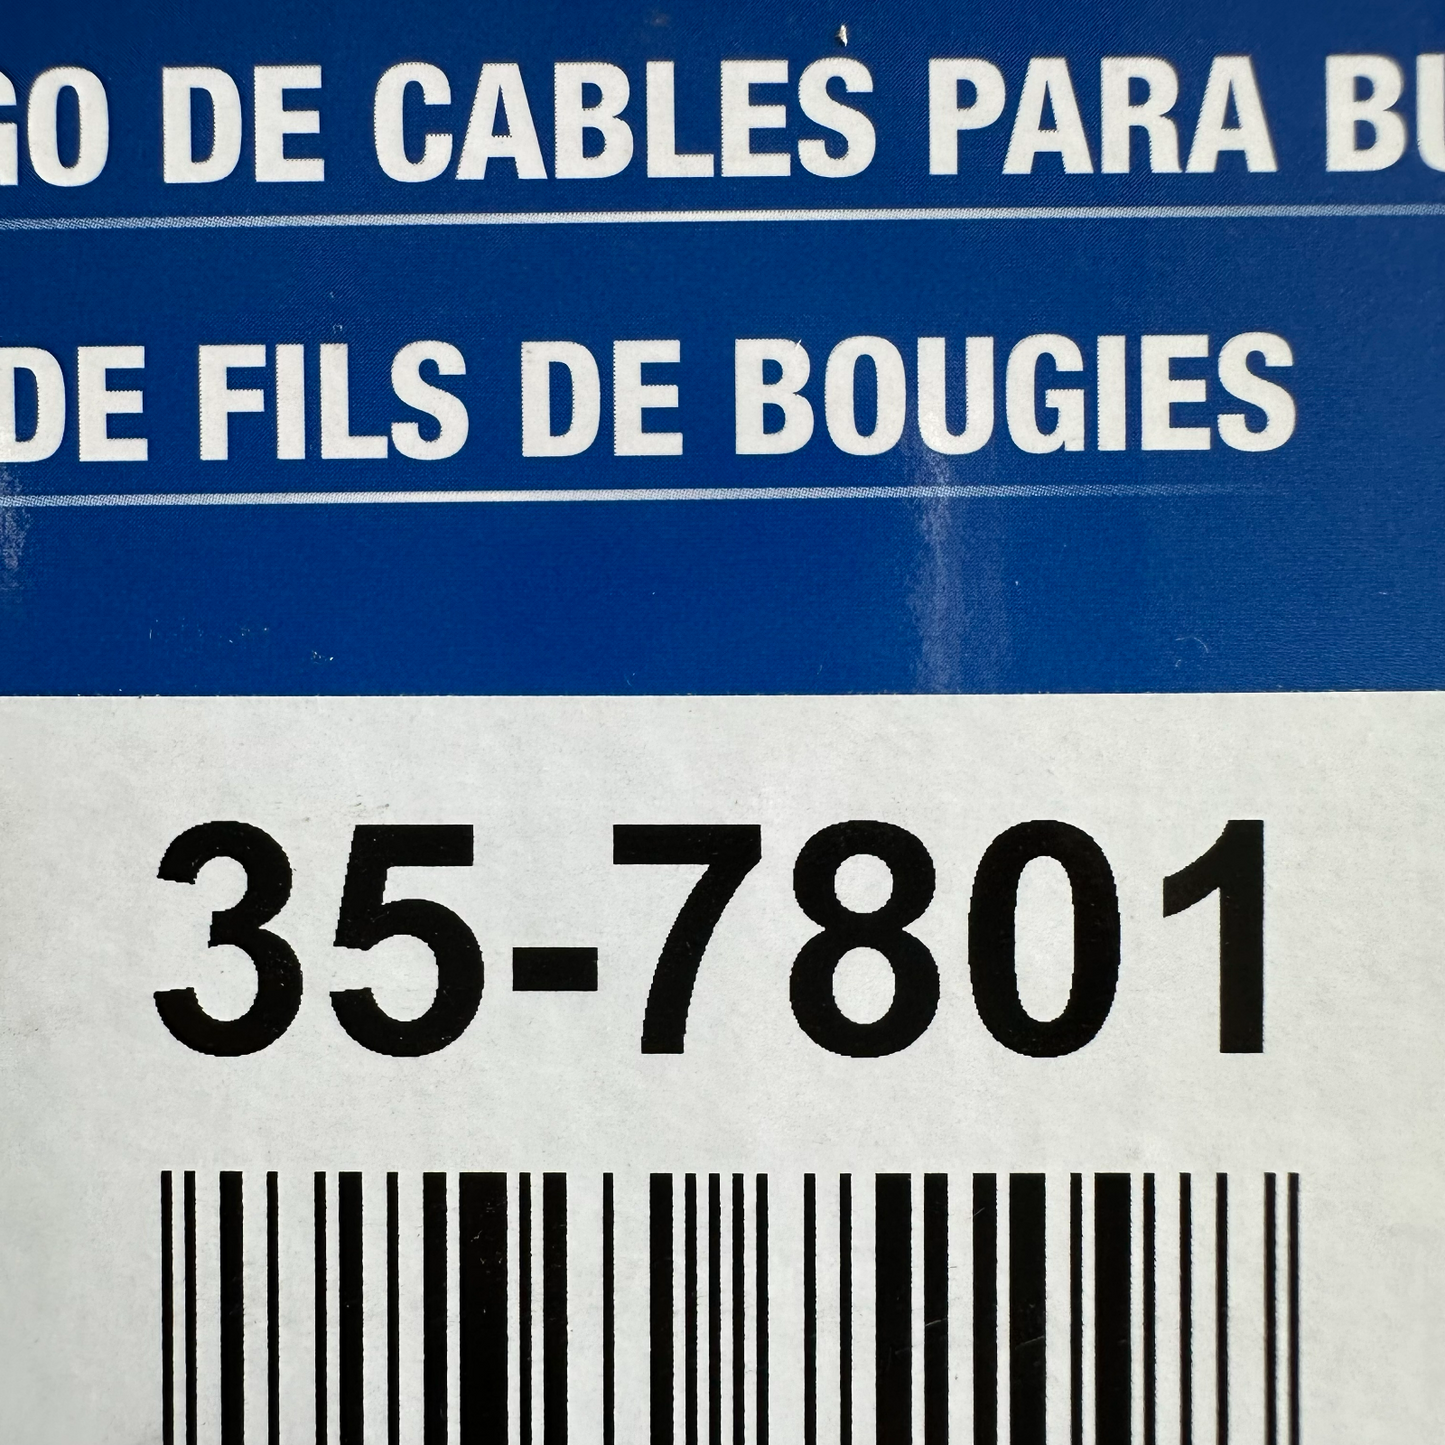 GO DE CABLES PARA BU
DE FILS DE BOUGIES
35-7801